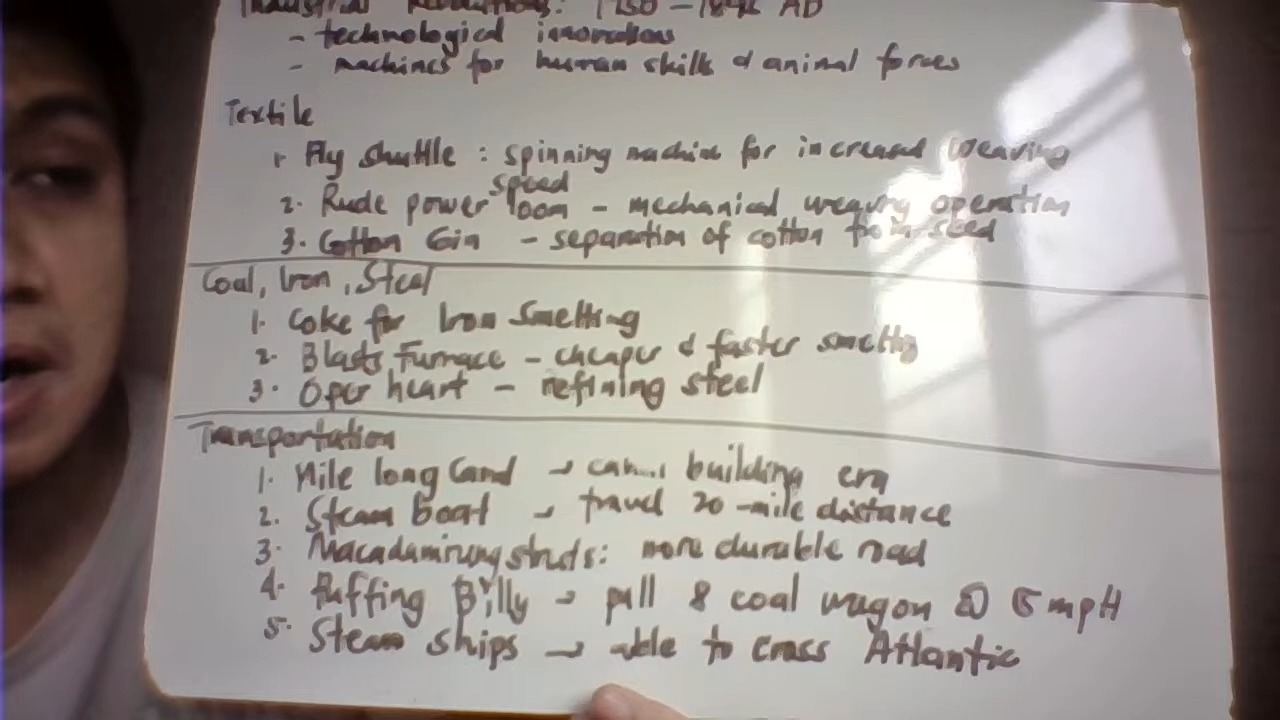 Industrial Revolutions: 1750 - 1842 AD
- technological innovations
- machines for human skills & animal forces
Textile
1. Fly shuttle : spinning machine for increased weaving
speed
2. Rude power loom - mechanical weaving operation
3. Cotton Gin - separation of cotton from seed
Coal, Iron, Steel
1. Coke for Iron Smelting
2. Blasts Furnace - cheaper & faster smelting
3. Open heart - refining steel
Transportation
1. Mile long Canal → canal building era
2. Steam boat → travel 20-mile distance
3. Macadamizing : more durable road
4. Puffing Billy → pull 8 coal wagon @ 5 mpH
5. Steam ships → able to cross Atlantic